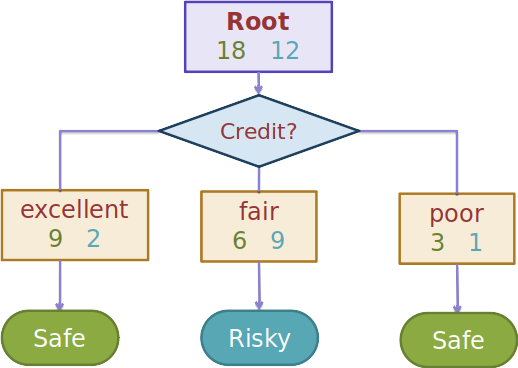 Root
18 12
Credit?
excellent
9 2
fair
6 9
poor
3 1
Safe
Risky
Safe